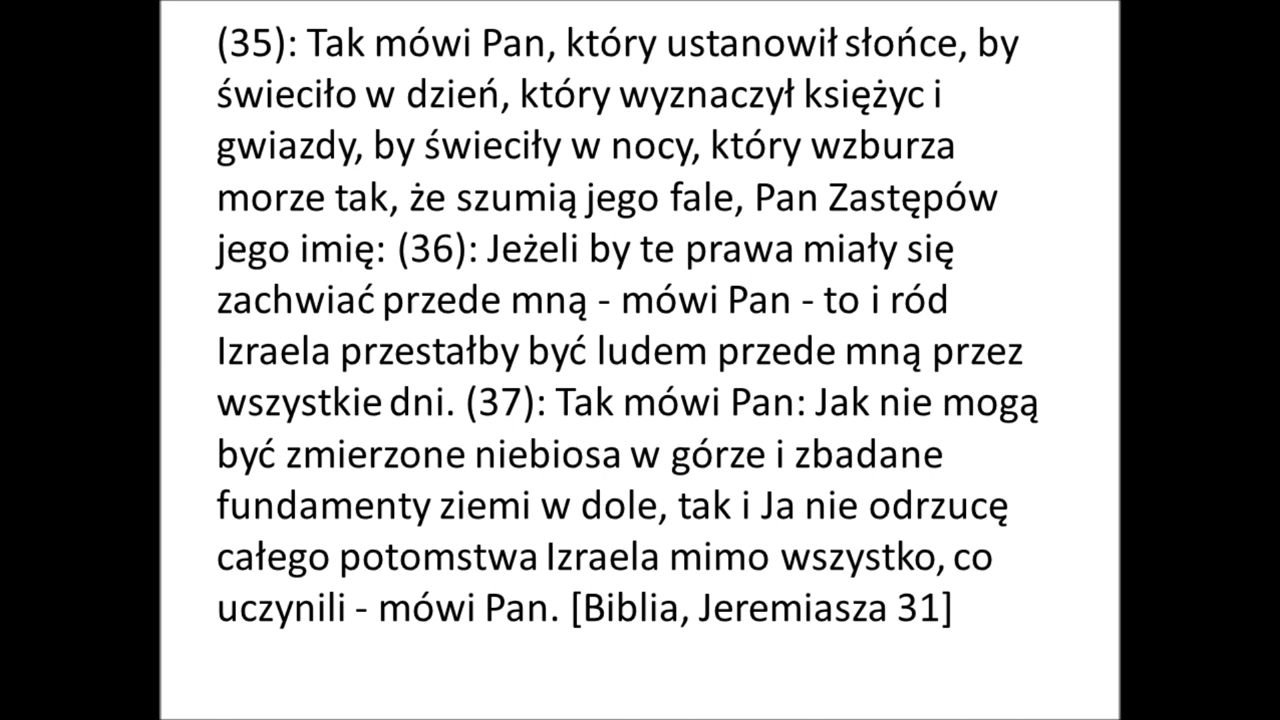 (35): Tak mówi Pan, który ustanowił słońce, by
świeciło w dzień, który wyznaczył księżyc i
gwiazdy, by świeciły w nocy, który wzburza
morze tak, że szumią jego fale, Pan Zastępów
jego imię: (36): Jeżeli by te prawa miały się
zachwiać przede mną - mówi Pan - to i ród
Izraela przestałby być ludem przede mną przez
wszystkie dni. (37): Tak mówi Pan: Jak nie mogą
być zmierzone niebiosa w górze i zbadane
fundamenty ziemi w dole, tak i Ja nie odrzucę
całego potomstwa Izraela mimo wszystko, co
uczynili - mówi Pan. [Biblia, Jeremiasza 31]